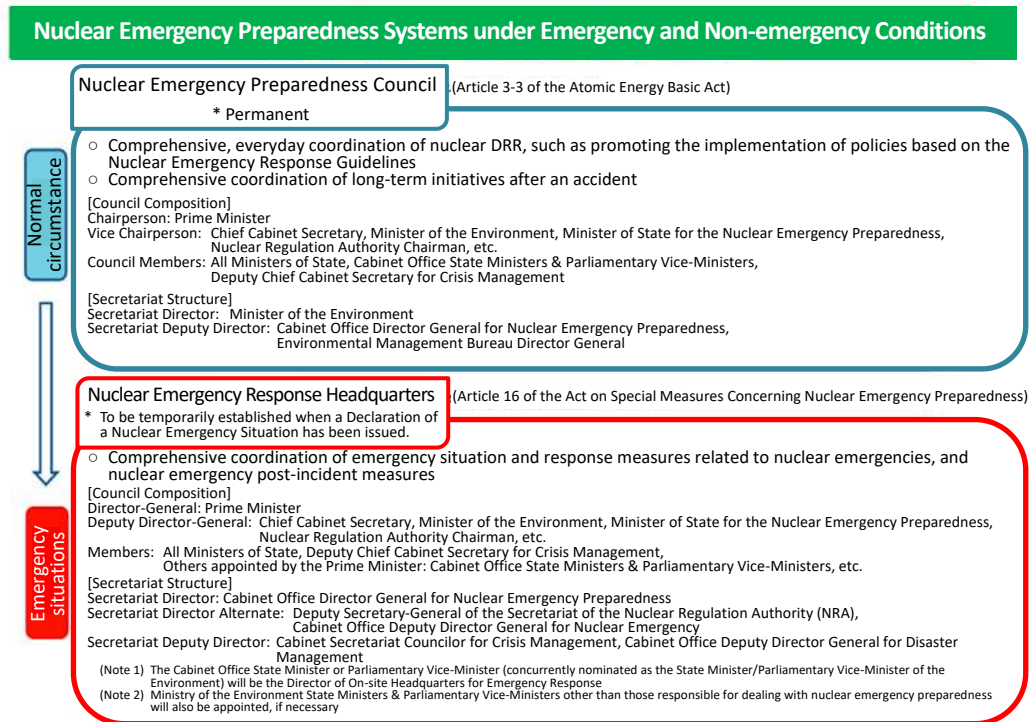 Nuclear Emergency Preparedness Systems under Emergency and Non-emergency Conditions
Nuclear Emergency Preparedness Council (Article 3-3 of the Atomic Energy Basic Act)
* Permanent
Normal
circumstance
○ Comprehensive, everyday coordination of nuclear DRR, such as promoting the implementation of policies based on the
Nuclear Emergency Response Guidelines
○ Comprehensive coordination of long-term initiatives after an accident
[Council Composition]
Chairperson: Prime Minister
Vice Chairperson: Chief Cabinet Secretary, Minister of the Environment, Minister of State for the Nuclear Emergency Preparedness,
Nuclear Regulation Authority Chairman, etc.
Council Members: All Ministers of State, Cabinet Office State Ministers & Parliamentary Vice-Ministers,
Deputy Chief Cabinet Secretary for Crisis Management
[Secretariat Structure]
Secretariat Director: Minister of the Environment
Secretariat Deputy Director: Cabinet Office Director General for Nuclear Emergency Preparedness,
Environmental Management Bureau Director General
Nuclear Emergency Response Headquarters (Article 16 of the Act on Special Measures Concerning Nuclear Emergency Preparedness)
* To be temporarily established when a Declaration of
a Nuclear Emergency Situation has been issued.
Emergency
situations
○ Comprehensive coordination of emergency situation and response measures related to nuclear emergencies, and
nuclear emergency post-incident measures
[Council Composition]
Director-General: Prime Minister
Deputy Director-General: Chief Cabinet Secretary, Minister of the Environment, Minister of State for the Nuclear Emergency Preparedness,
Nuclear Regulation Authority Chairman, etc.
Members: All Ministers of State, Deputy Chief Cabinet Secretary for Crisis Management,
Others appointed by the Prime Minister: Cabinet Office State Ministers & Parliamentary Vice-Ministers, etc.
[Secretariat Structure]
Secretariat Director: Cabinet Office Director General for Nuclear Emergency Preparedness
Secretariat Director Alternate: Deputy Secretary-General of the Secretariat of the Nuclear Regulation Authority (NRA),
Cabinet Office Deputy Director General for Nuclear Emergency
Secretariat Deputy Director: Cabinet Secretariat Councilor for Crisis Management, Cabinet Office Deputy Director General for Disaster
Management
(Note 1) The Cabinet Office State Minister or Parliamentary Vice-Minister (concurrently nominated as the State Minister/Parliamentary Vice-Minister of the
Environment) will be the Director of On-site Headquarters for Emergency Response
(Note 2) Ministry of the Environment State Ministers & Parliamentary Vice-Ministers other than those responsible for dealing with nuclear emergency preparedness
will also be appointed, if necessary